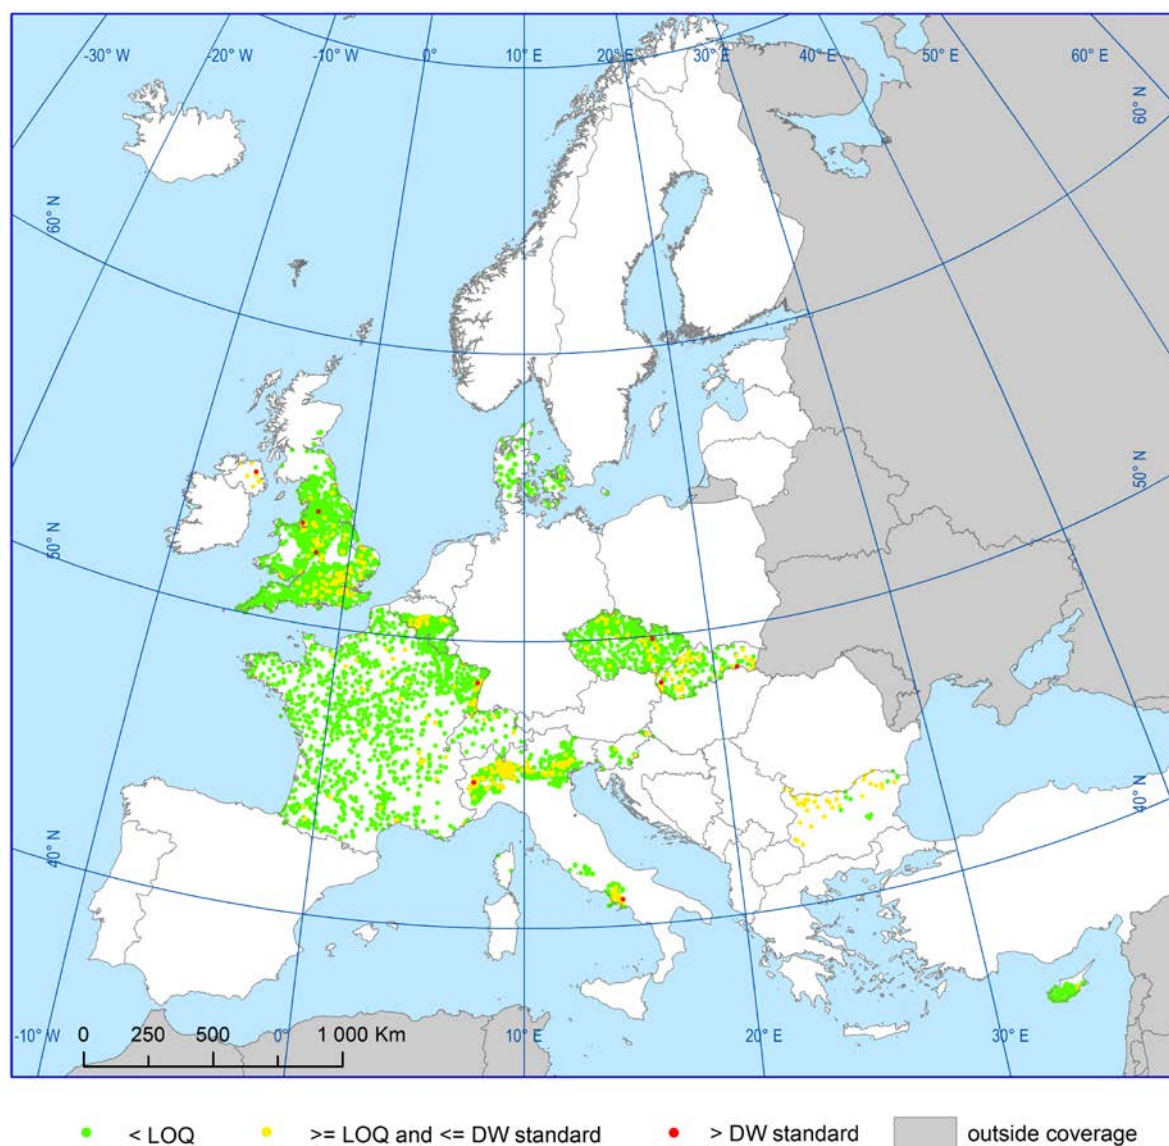 -30° W -20° W -10° W 0° 10° E 20° E 30° E 40° E 50° E 60° E
60° N
60° N
50° N
50° N
40° N
40° N
-10° W 0° 10° E 20° E 30° E
0 250 500 1 000 Km
< LOQ >= LOQ and <= DW standard > DW standard outside coverage